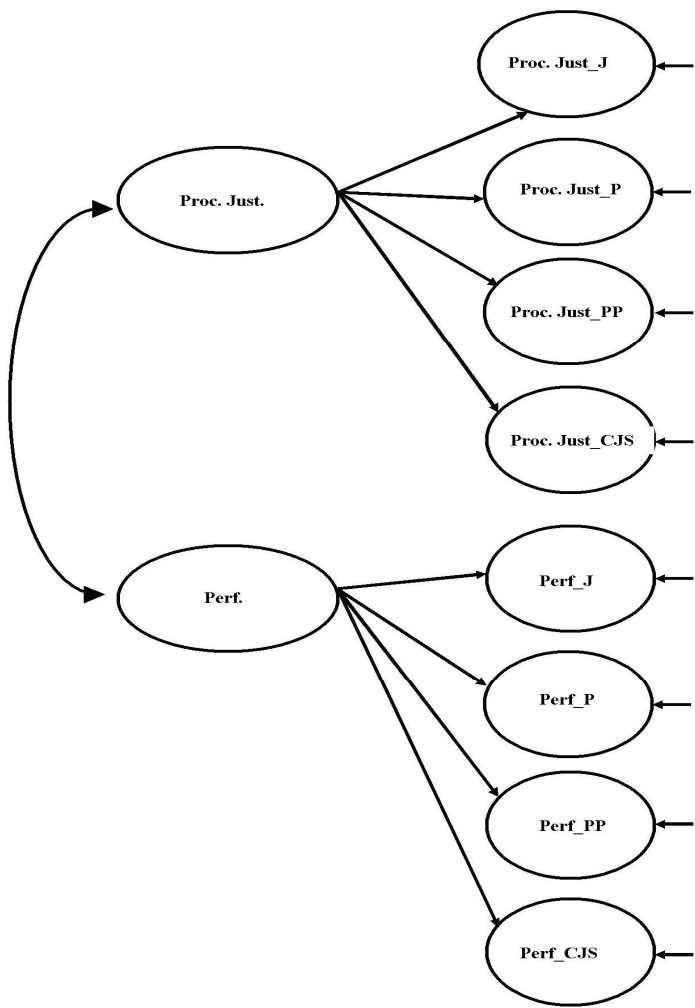 Proc. Just_J
Proc. Just.
Proc. Just_P
Proc. Just_PP
Proc. Just_CJS
Perf.
Perf_J
Perf_P
Perf_PP
Perf_CJS